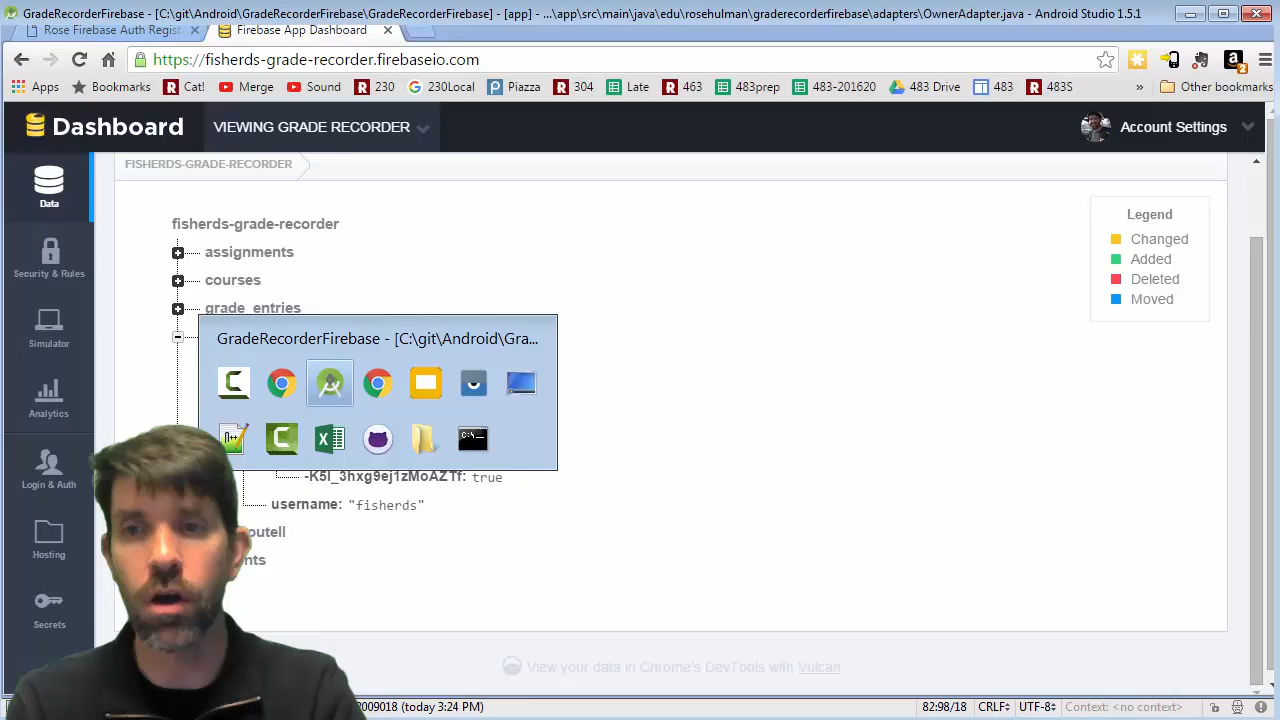 GradeRecorderFirebase - [C:\git\Android\GradeRecorderFirebase\GradeRecorderFirebase] - [app] - ...\app\src\main\java\edu\rosehulman\graderecorderfirebase\adapters\OwnerAdapter.java - Android Studio 1.5.1
Rose Firebase Auth Regist
Firebase App Dashboard
https://fisherds-grade-recorder.firebaseio.com
Apps Bookmarks Cat! Merge Sound 230 230Local Piazza 304 Late 463 483prep 483-201620 483 Drive 483 483S » Other bookmarks
Dashboard
VIEWING GRADE RECORDER
Account Settings
FISHERDS-GRADE-RECORDER
Data
Security & Rules
Simulator
Analytics
Login & Auth
Hosting
Secrets
fisherds-grade-recorder
assignments
courses
grade_entries
Legend
Changed
Added
Deleted
Moved
GradeRecorderFirebase - [C:\git\Android\Gra...
-K5I_3hxg9ej1zMoAZTf: true
username: "fisherds"
outell
nts
View your data in Chrome's DevTools with Vulcan
2009018 (today 3:24 PM)
82:98/18 CRLF UTF-8 Context: <no context>